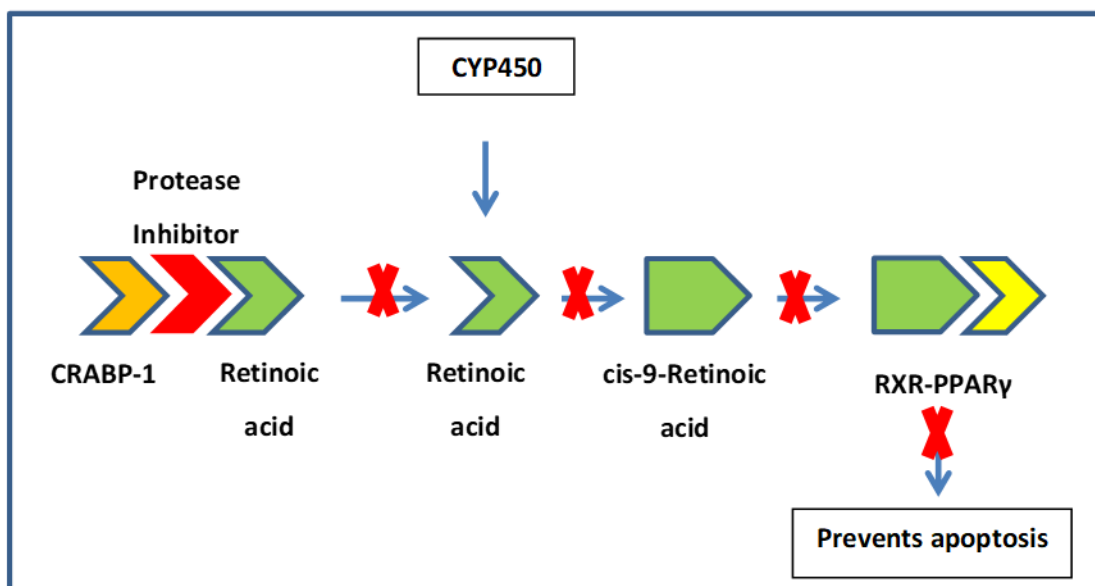 CYP450
Protease
Inhibitor
CRABP-1
Retinoic
acid
Retinoic
acid
cis-9-Retinoic
acid
RXR-PPARγ
Prevents apoptosis